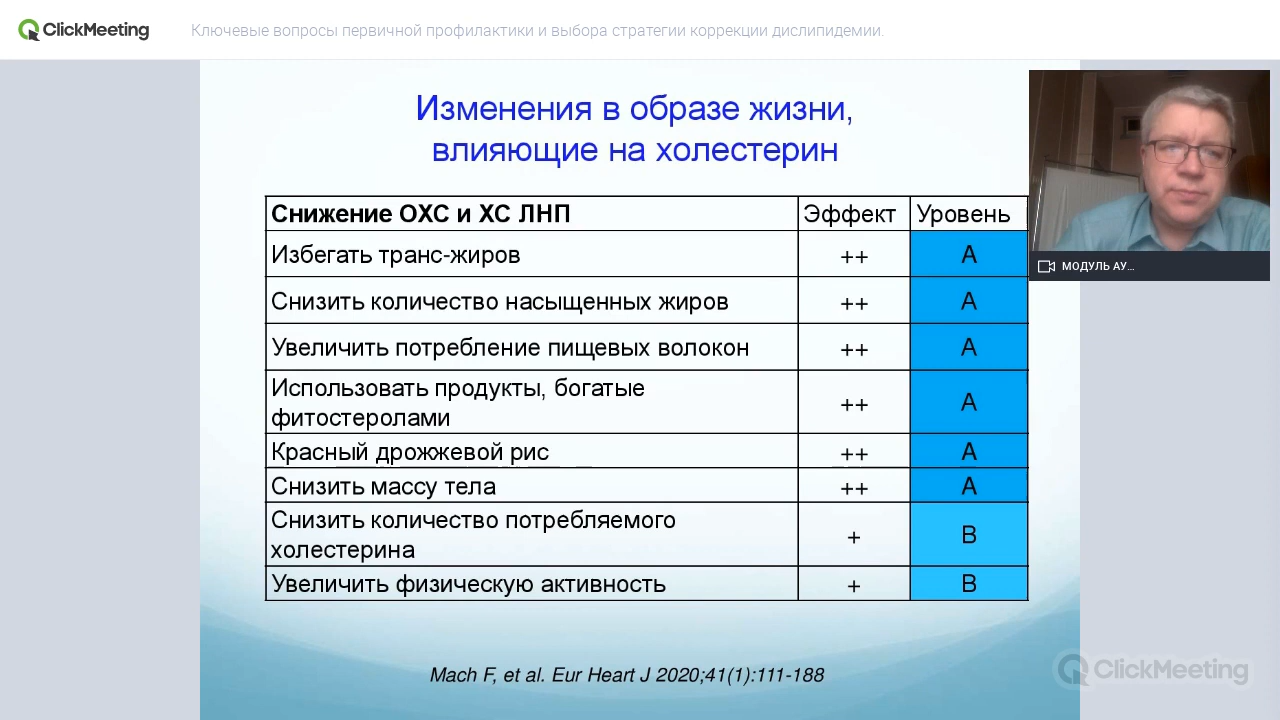 ClickMeeting
Ключевые вопросы первичной профилактики и выбора стратегии коррекции дислипидемии.
Изменения в образе жизни,
влияющие на холестерин
Снижение ОХС и ХС ЛНП Эффект Уровень
Избегать транс-жиров ++ A
Снизить количество насыщенных жиров ++ A
Увеличить потребление пищевых волокон ++ A
Использовать продукты, богатые
фитостеролами ++ A
Красный дрожжевой рис ++ A
Снизить массу тела ++ A
Снизить количество потребляемого
холестерина + B
Увеличить физическую активность + B
Mach F, et al. Eur Heart J 2020;41(1):111-188
МОДУЛЬ АУ...
ClickMeeting